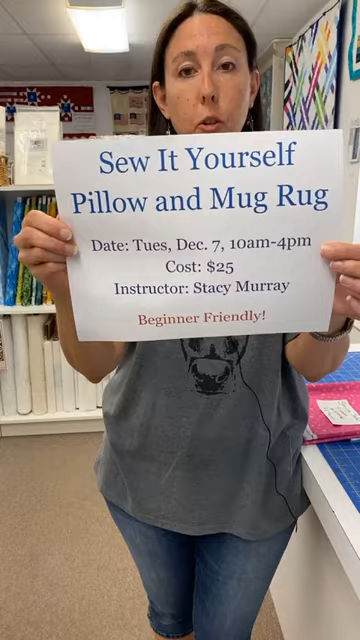 Sew It Yourself
Pillow and Mug Rug
Date: Tues, Dec. 7, 10am-4pm
Cost: $25
Instructor: Stacy Murray
Beginner Friendly!